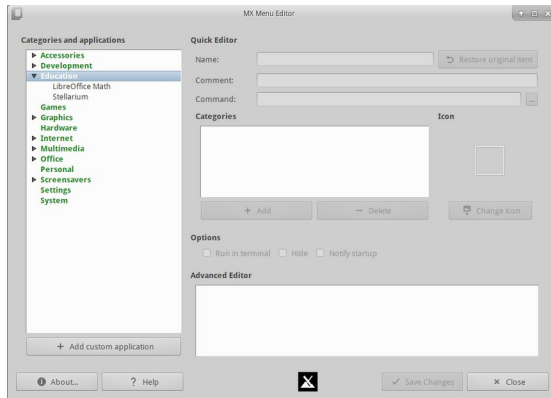 MX Menu Editor
Categories and applications
Accessories
Development
Education
LibreOffice Math
Stellarium
Games
Graphics
Hardware
Internet
Multimedia
Office
Personal
Screensavers
Settings
System
+ Add custom application
Quick Editor
Name:
Restore original item
Comment:
Command:
...
Categories
Icon
+ Add
− Delete
Change icon
Options
Run in terminal Hide Notify startup
Advanced Editor
About...
? Help
Save Changes
× Close